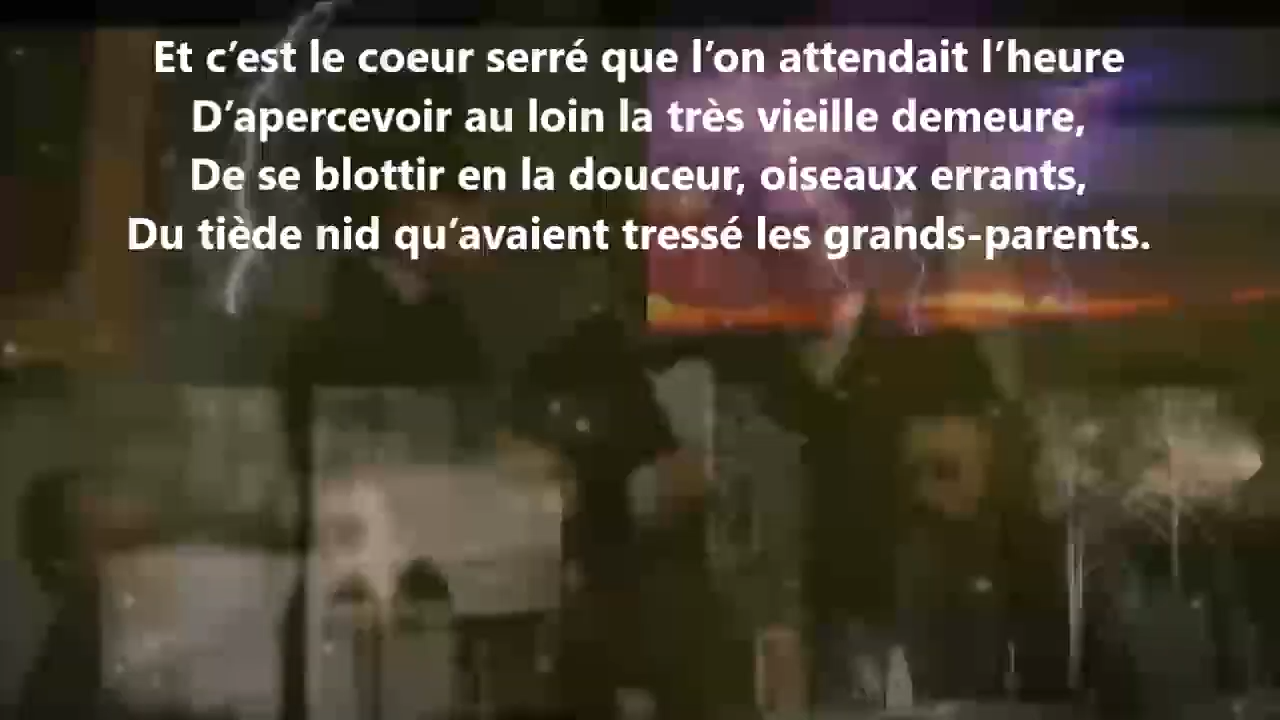 Et c’est le coeur serré que l’on attendait l’heure
D’apercevoir au loin la très vieille demeure,
De se blottir en la douceur, oiseaux errants,
Du tiède nid qu’avaient tressé les grands-parents.